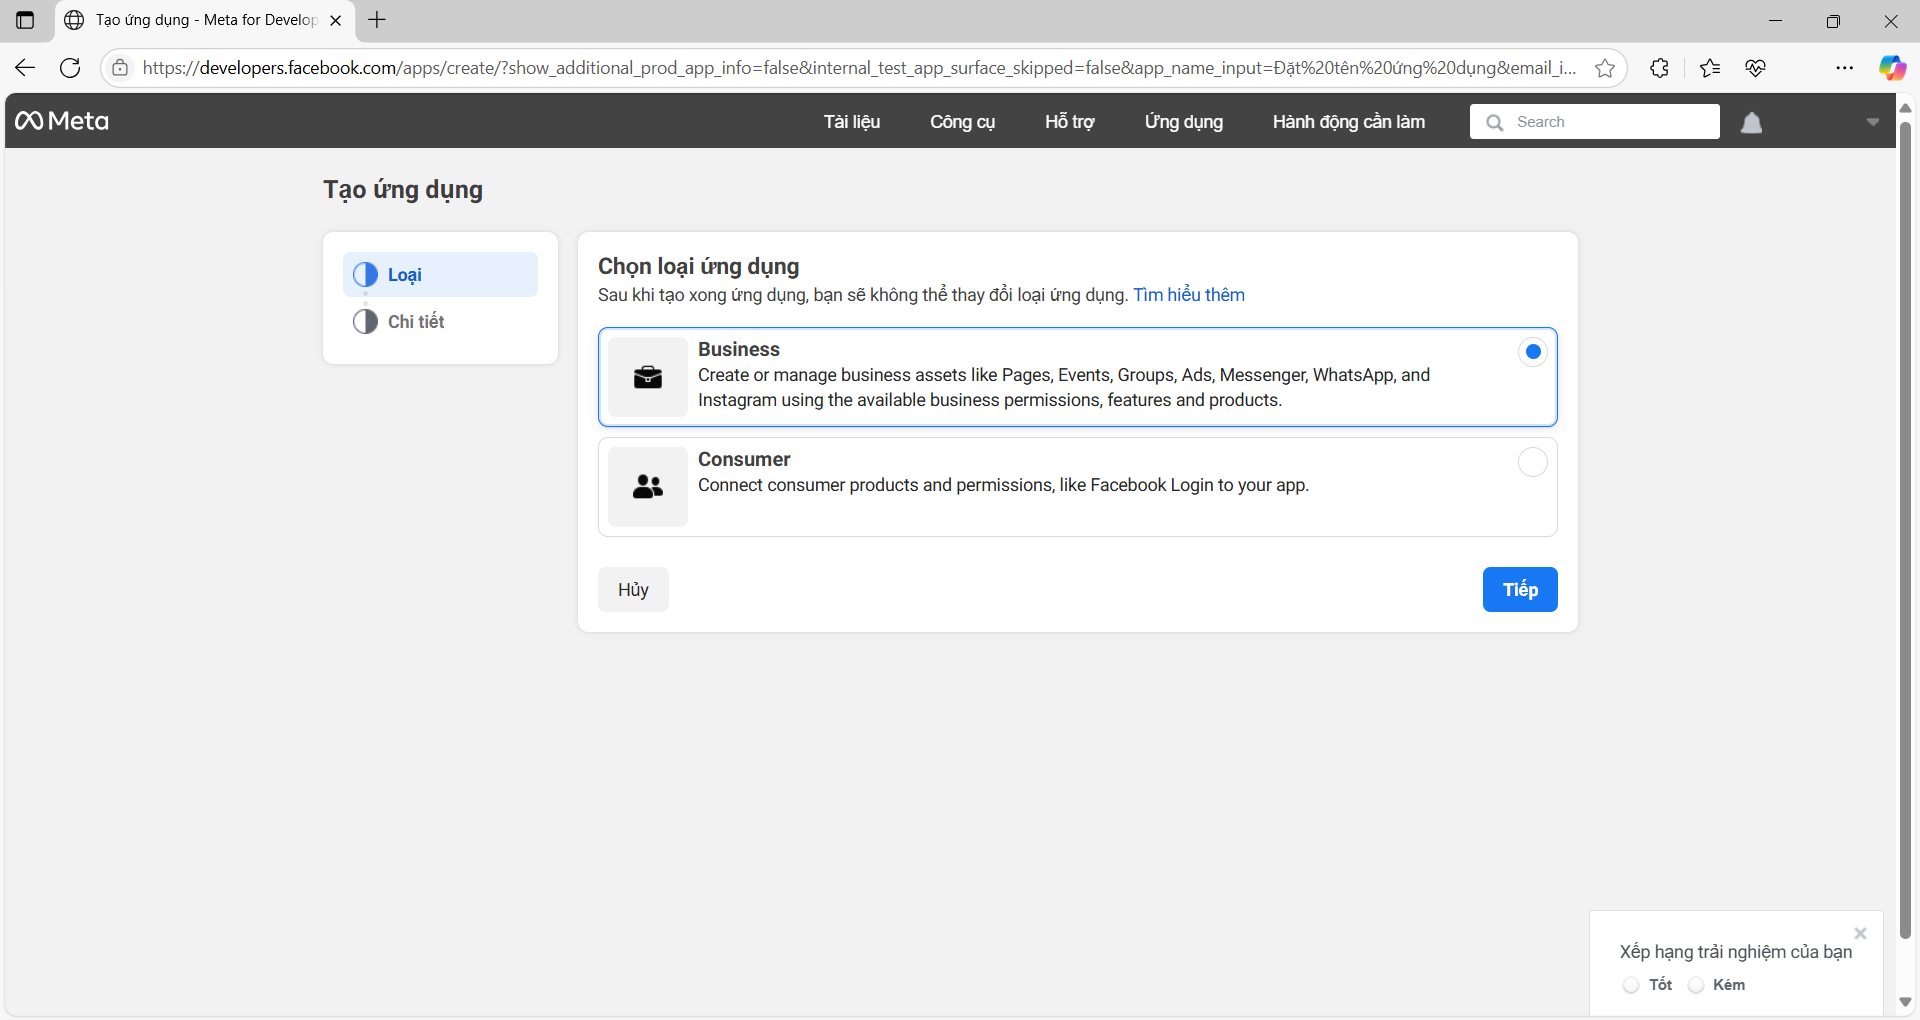 Tạo ứng dụng - Meta for Develop
https://developers.facebook.com/apps/create/?show_additional_prod_app_info=false&internal_test_app_surface_skipped=false&app_name_input=Đặt%20tên%20ứng%20dụng&email_i...
Meta
Tài liệu
Công cụ
Hỗ trợ
Ứng dụng
Hành động cần làm
Search
Tạo ứng dụng
Loại
Chi tiết
Chọn loại ứng dụng
Sau khi tạo xong ứng dụng, bạn sẽ không thể thay đổi loại ứng dụng. Tìm hiểu thêm
Business
Create or manage business assets like Pages, Events, Groups, Ads, Messenger, WhatsApp, and
Instagram using the available business permissions, features and products.
Consumer
Connect consumer products and permissions, like Facebook Login to your app.
Hủy
Tiếp
Xếp hạng trải nghiệm của bạn
Tốt
Kém